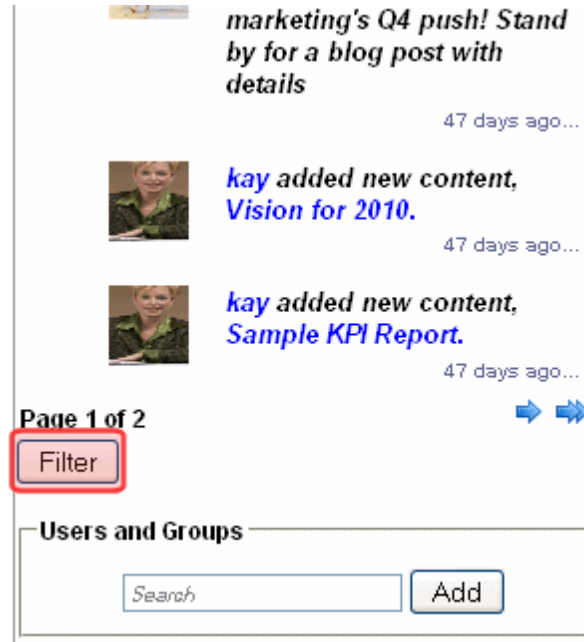 marketing's Q4 push! Stand
by for a blog post with
details
47 days ago...
kay added new content,
Vision for 2010.
47 days ago...
kay added new content,
Sample KPI Report.
47 days ago...
Page 1 of 2
Filter
Users and Groups
Search
Add